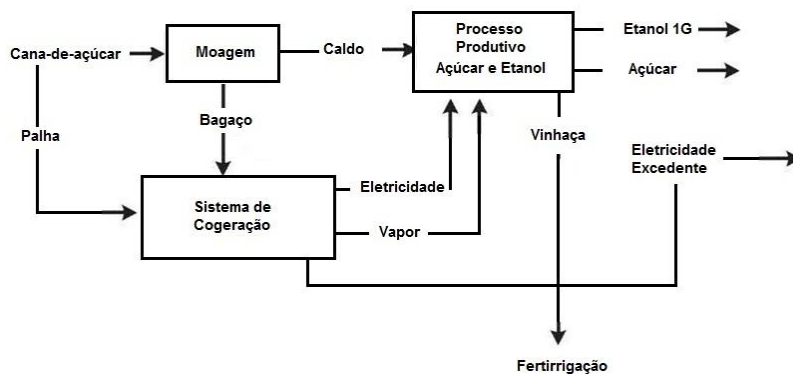 Cana-de-açúcar
Moagem
Caldo
Processo
Produtivo
Açúcar e Etanol
Etanol 1G
Açúcar
Palha
Bagaço
Vinhaça
Eletricidade
Excedente
Sistema de
Cogeração
Eletricidade
Vapor
Fertirrigação